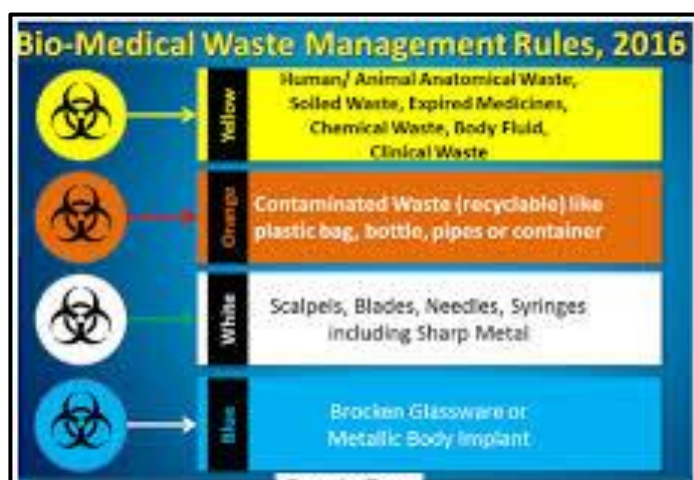 Bio-Medical Waste Management Rules, 2016
Yellow
Human/ Animal Anatomical Waste,
Soiled Waste, Expired Medicines,
Chemical Waste, Body Fluid,
Clinical Waste
Orange
Contaminated Waste (recyclable) like
plastic bag, bottle, pipes or container
White
Scalpels, Blades, Needles, Syringes
including Sharp Metal
Blue
Brocken Glassware or
Metallic Body Implant